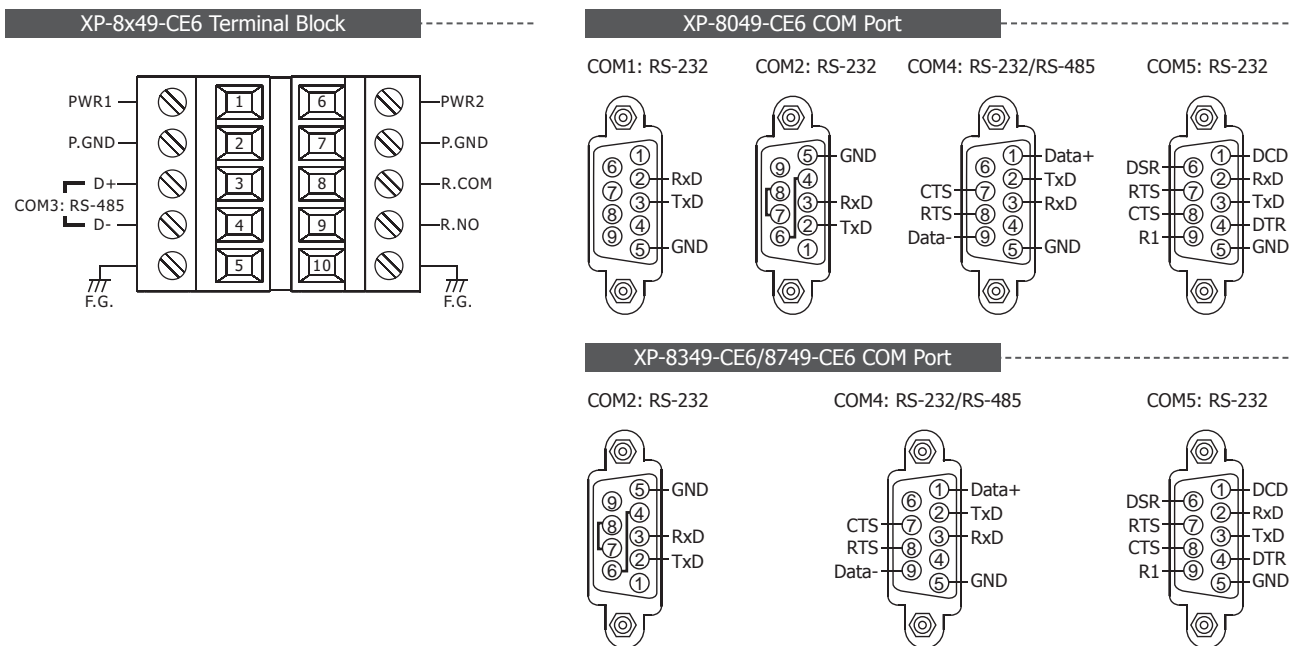 XP-8x49-CE6 Terminal Block
PWR1
P.GND
D+
COM3: RS-485
D-
F.G.
1
2
3
4
5
6
7
8
9
10
PWR2
P.GND
R.COM
R.NO
F.G.
XP-8049-CE6 COM Port
COM1: RS-232
6
7
8
9
1
2
3
4
5
RxD
TxD
GND
COM2: RS-232
9
8
7
6
5
4
3
2
1
GND
RxD
TxD
COM4: RS-232/RS-485
CTS
RTS
Data-
6
7
8
9
1
2
3
4
5
Data+
TxD
RxD
GND
COM5: RS-232
DSR
RTS
CTS
R1
6
7
8
9
1
2
3
4
5
DCD
RxD
TxD
DTR
GND
XP-8349-CE6/8749-CE6 COM Port
COM2: RS-232
9
8
7
6
5
4
3
2
1
GND
RxD
TxD
COM4: RS-232/RS-485
CTS
RTS
Data-
6
7
8
9
1
2
3
4
5
Data+
TxD
RxD
GND
COM5: RS-232
DSR
RTS
CTS
R1
6
7
8
9
1
2
3
4
5
DCD
RxD
TxD
DTR
GND